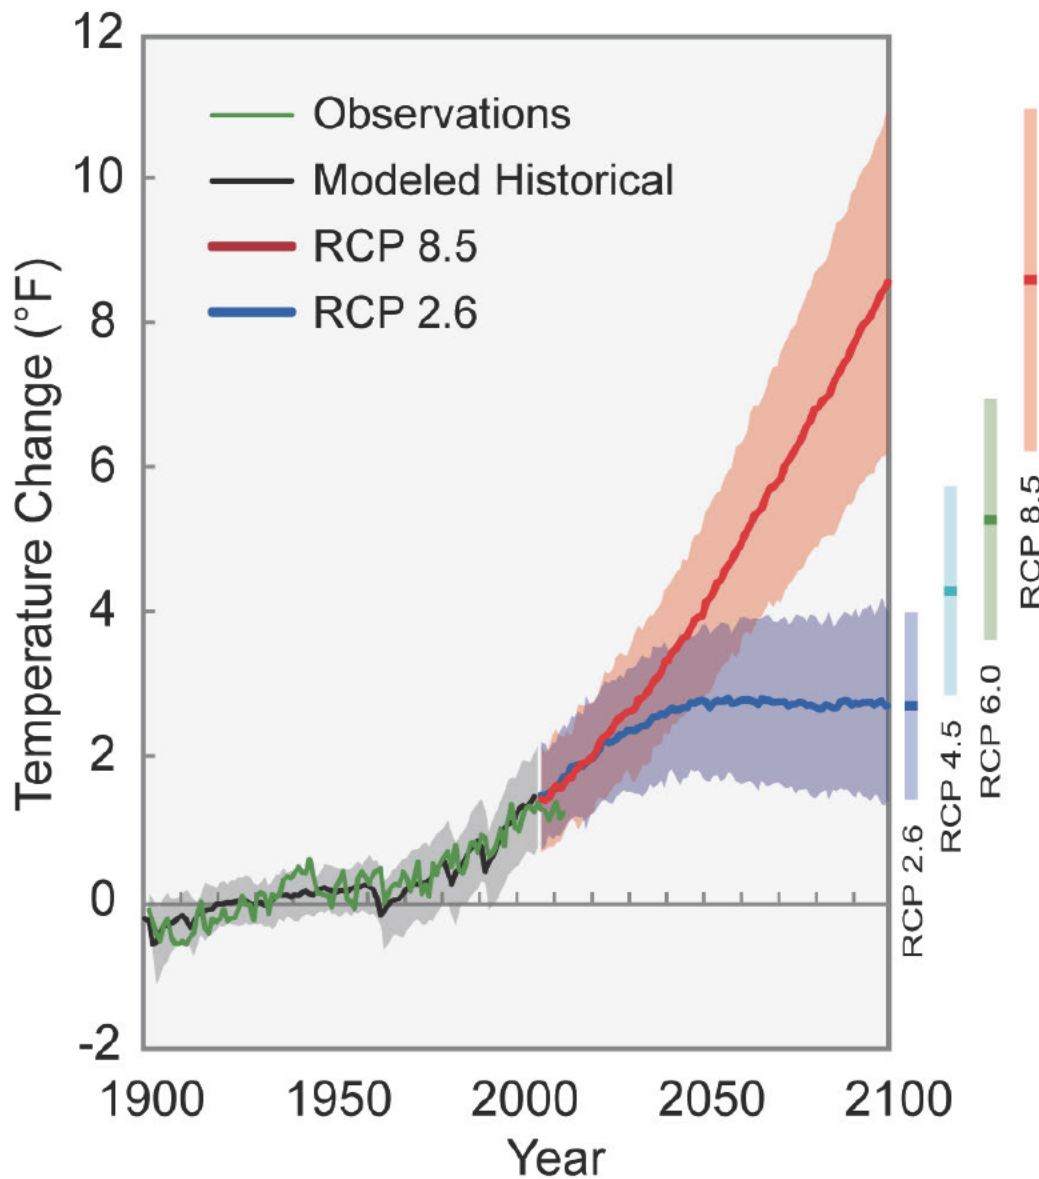 12
10
8
6
4
2
0
-2
Temperature Change (°F)
Observations
Modeled Historical
RCP 8.5
RCP 2.6
1900 1950 2000 2050 2100
Year
RCP 2.6
RCP 4.5
RCP 6.0
RCP 8.5